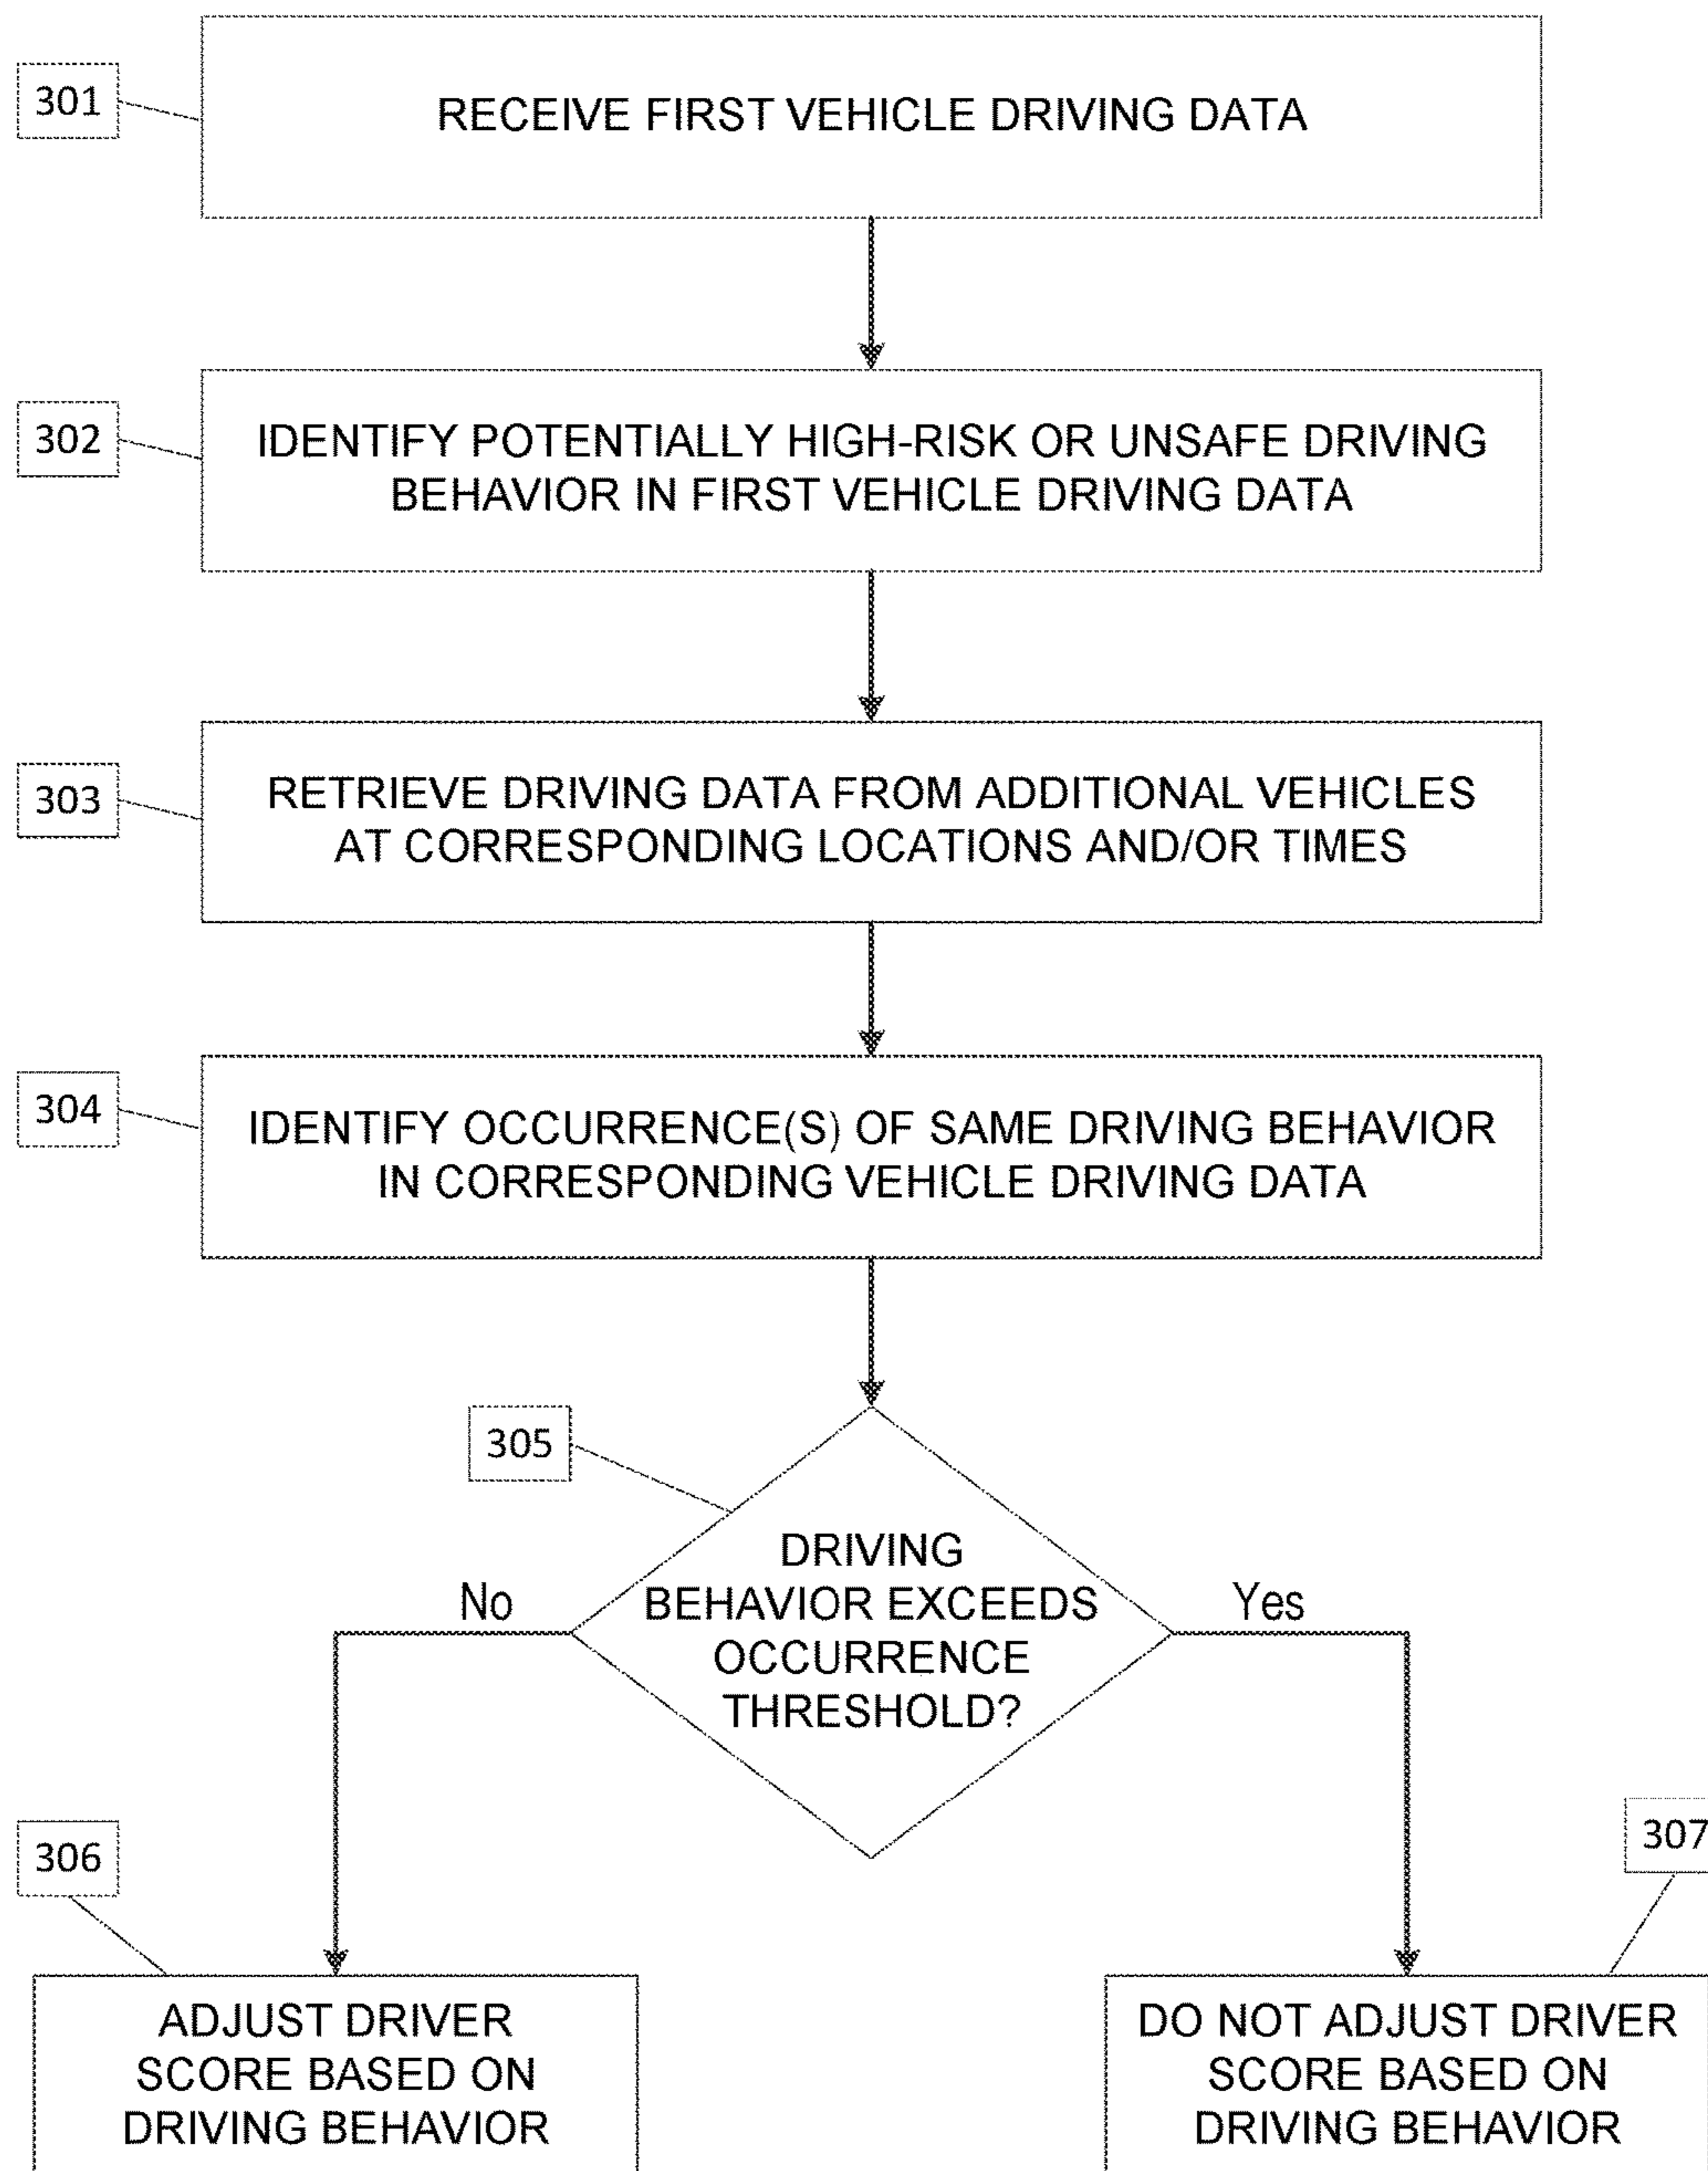 301
RECEIVE FIRST VEHICLE DRIVING DATA
302
IDENTIFY POTENTIALLY HIGH-RISK OR UNSAFE DRIVING
BEHAVIOR IN FIRST VEHICLE DRIVING DATA
303
RETRIEVE DRIVING DATA FROM ADDITIONAL VEHICLES
AT CORRESPONDING LOCATIONS AND/OR TIMES
304
IDENTIFY OCCURRENCE(S) OF SAME DRIVING BEHAVIOR
IN CORRESPONDING VEHICLE DRIVING DATA
305
DRIVING
BEHAVIOR EXCEEDS
OCCURRENCE
THRESHOLD?
No
Yes
306
ADJUST DRIVER
SCORE BASED ON
DRIVING BEHAVIOR
307
DO NOT ADJUST DRIVER
SCORE BASED ON
DRIVING BEHAVIOR